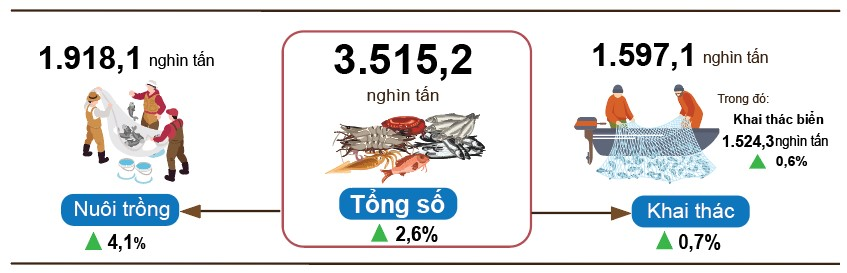 1.918,1 nghìn tấn
Nuôi trồng
4,1%
3.515,2
nghìn tấn
Tổng số
2,6%
1.597,1 nghìn tấn
Trong đó:
Khai thác biển
1.524,3 nghìn tấn
0,6%
Khai thác
0,7%